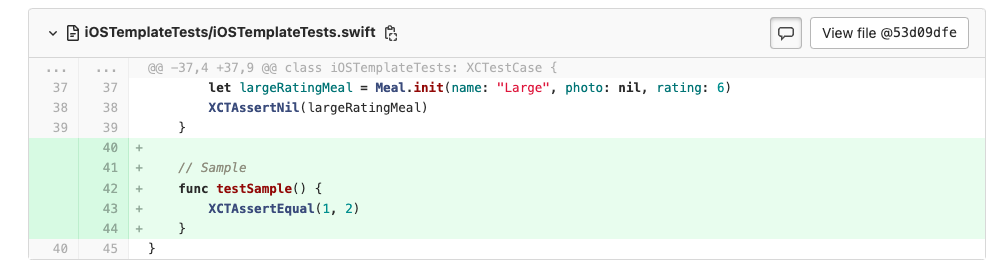 iOSTemplateTests/iOSTemplateTests.swift View file @53d09dfe
... ... @@ -37,4 +37,9 @@ class iOSTemplateTests: XCTestCase {
37 37 let largeRatingMeal = Meal.init(name: "Large", photo: nil, rating: 6)
38 38 XCTAssertNil(largeRatingMeal)
39 39 }
40 +
41 + // Sample
42 + func testSample() {
43 + XCTAssertEqual(1, 2)
44 + }
40 45 }